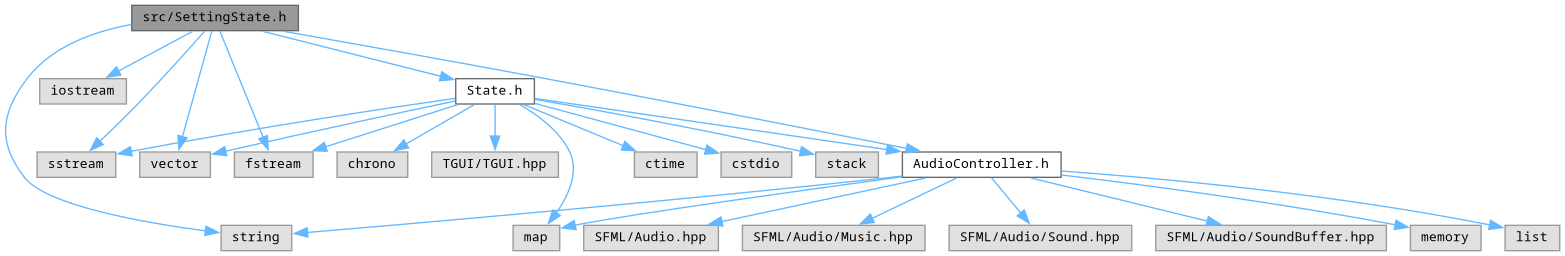 src/SettingState.h
iostream
State.h
sstream
vector
fstream
chrono
TGUI/TGUI.hpp
ctime
cstdio
stack
AudioController.h
string
map
SFML/Audio.hpp
SFML/Audio/Music.hpp
SFML/Audio/Sound.hpp
SFML/Audio/SoundBuffer.hpp
memory
list